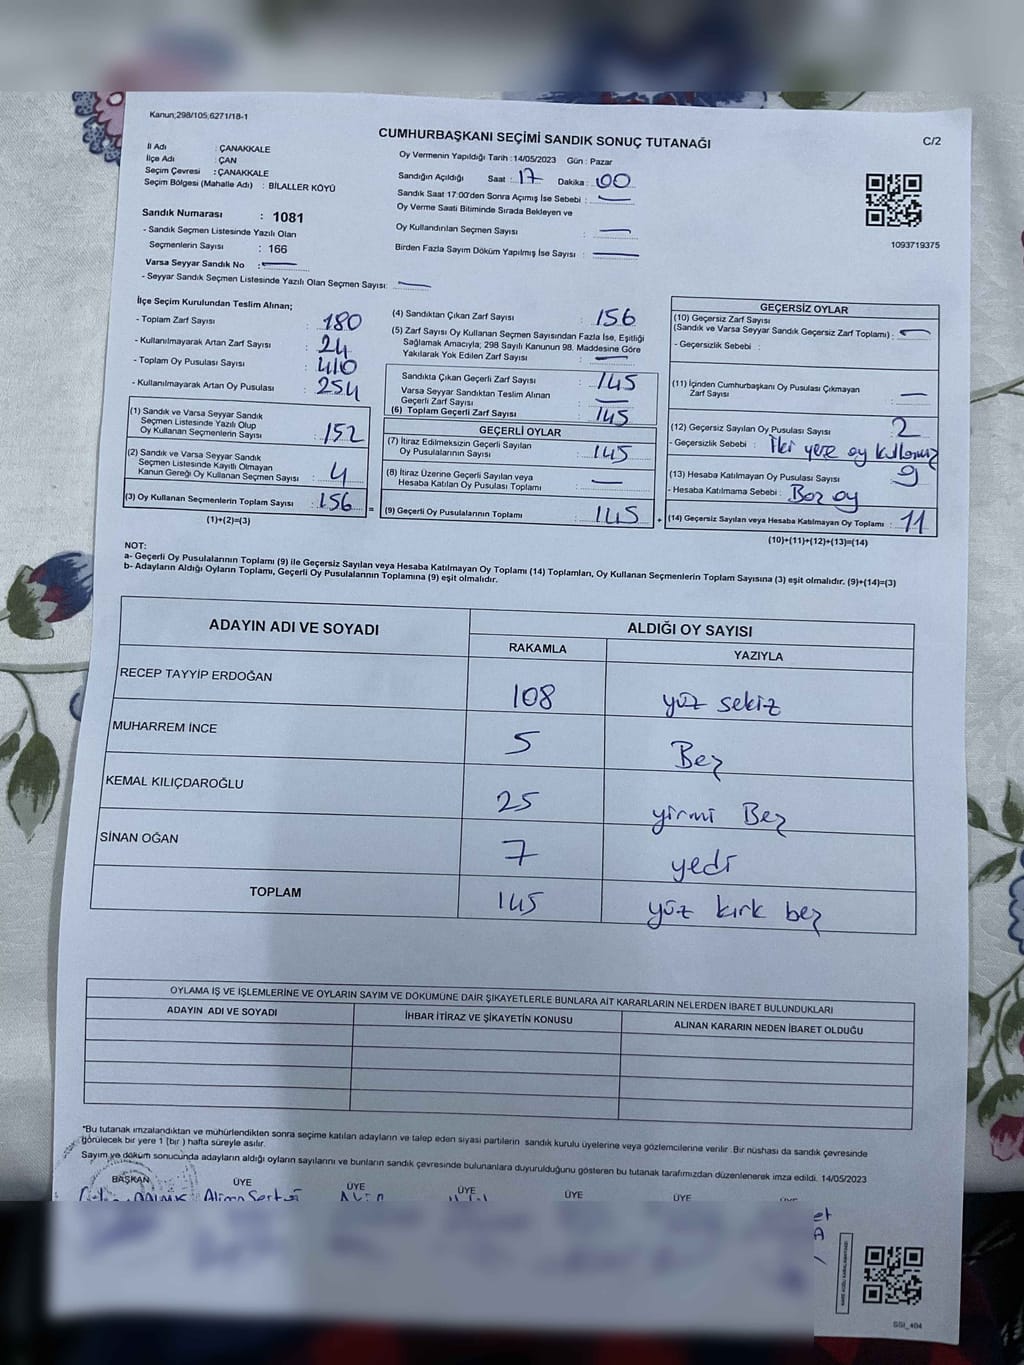 Kanun;298/105;6271/18-1
CUMHURBAŞKANI SEÇİMİ SANDIK SONUÇ TUTANAĞI
C/2
İl Adı : ÇANAKKALE
İlçe Adı : ÇAN
Seçim Çevresi : ÇANAKKALE
Seçim Bölgesi (Mahalle Adı) : BİLALLER KÖYÜ
Sandık Numarası : 1081
- Sandık Seçmen Listesinde Yazılı Olan
Seçmenlerin Sayısı : 166
Varsa Seyyar Sandık No : —
- Seyyar Sandık Seçmen Listesinde Yazılı Olan Seçmen Sayısı: —
Oy Vermenin Yapıldığı Tarih :14/05/2023 Gün : Pazar
Sandığın Açıldığı Saat : 17 Dakika : 00
Sandık Saat 17:00'den Sonra Açımış İse Sebebi : —
Oy Verme Saati Bitiminde Sırada Bekleyen ve
Oy Kullandırılan Seçmen Sayısı : —
Birden Fazla Sayım Döküm Yapılmış İse Sayısı : —
1093719375
İlçe Seçim Kurulundan Teslim Alınan;
- Toplam Zarf Sayısı : 180
- Kullanılmayarak Artan Zarf Sayısı : 24
- Toplam Oy Pusulası Sayısı : 410
- Kullanılmayarak Artan Oy Pusulası : 254
(1) Sandık ve Varsa Seyyar Sandık
Seçmen Listesinde Yazılı Olup
Oy Kullanan Seçmenlerin Sayısı : 152
(2) Sandık ve Varsa Seyyar Sandık
Seçmen Listesinde Kayıtlı Olmayan
Kanun Gereği Oy Kullanan Seçmen Sayısı : 4
(3) Oy Kullanan Seçmenlerin Toplam Sayısı : 156 =
(1)+(2)=(3)
(4) Sandıktan Çıkan Zarf Sayısı : 156
(5) Zarf Sayısı Oy Kullanan Seçmen Sayısından Fazla İse, Eşitliği
Sağlamak Amacıyla; 298 Sayılı Kanunun 98. Maddesine Göre
Yakılarak Yok Edilen Zarf Sayısı : —
Sandıkta Çıkan Geçerli Zarf Sayısı : 145
Varsa Seyyar Sandıktan Teslim Alınan
Geçerli Zarf Sayısı : —
(6) Toplam Geçerli Zarf Sayısı : 145
GEÇERLİ OYLAR
(7) İtiraz Edilmeksizin Geçerli Sayılan
Oy Pusulalarının Sayısı : 145
(8) İtiraz Üzerine Geçerli Sayılan veya
Hesaba Katılan Oy Pusulası Toplamı : —
(9) Geçerli Oy Pusulalarının Toplamı : 145 +
GEÇERSİZ OYLAR
(10) Geçersiz Zarf Sayısı
(Sandık ve Varsa Seyyar Sandık Geçersiz Zarf Toplamı) : —
- Geçersizlik Sebebi :
(11) İçinden Cumhurbaşkanı Oy Pusulası Çıkmayan
Zarf Sayısı : —
(12) Geçersiz Sayılan Oy Pusulası Sayısı : 2
- Geçersizlik Sebebi : İki yere oy
(13) Hesaba Katılmayan Oy Pusulası Sayısı : 9
- Hesaba Katılmama Sebebi : Boz oy
(14) Geçersiz Sayılan veya Hesaba Katılmayan Oy Toplamı : 11
(10)+(11)+(12)+(13)=(14)
NOT:
a- Geçerli Oy Pusulalarının Toplamı (9) ile Geçersiz Sayılan veya Hesaba Katılmayan Oy Toplamı (14) Toplamları, Oy Kullanan Seçmenlerin Toplam Sayısına (3) eşit olmalıdır. (9)+(14)=(3)
b- Adayların Aldığı Oyların Toplamı, Geçerli Oy Pusulalarının Toplamına (9) eşit olmalıdır.
ADAYIN ADI VE SOYADI ALDIĞI OY SAYISI
RAKAMLA YAZIYLA
RECEP TAYYİP ERDOĞAN 108 yüz sekiz
MUHARREM İNCE 5 Beş
KEMAL KILIÇDAROĞLU 25 yirmi Beş
SİNAN OĞAN 7 yedi
TOPLAM 145 yüz kırk beş
OYLAMA İŞ VE İŞLEMLERİNE VE OYLARIN SAYIM VE DÖKÜMÜNE DAİR ŞİKAYETLERLE BUNLARA AİT KARARLARIN NELERDEN İBARET BULUNDUKLARI
ADAYIN ADI VE SOYADI İHBAR İTİRAZ VE ŞİKAYETİN KONUSU ALINAN KARARIN NEDEN İBARET OLDUĞU
*Bu tutanak imzalandıktan ve mühürlendikten sonra seçime katılan adayların ve talep eden siyasi partilerin sandık kurulu üyelerine veya gözlemcilerine verilir .Bir nüshası da sandık çevresinde
görülecek bir yere 1 (bir ) hafta süreyle asılır.
Sayım ve döküm sonucunda adayların aldığı oyların sayılarını ve bunların sandık çevresinde bulunanlara duyurulduğunu gösteren bu tutanak tarafımızdan düzenlenerek imza edildi. 14/05/2023
BAŞKAN ÜYE ÜYE ÜYE ÜYE ÜYE ÜYE
SSI_404